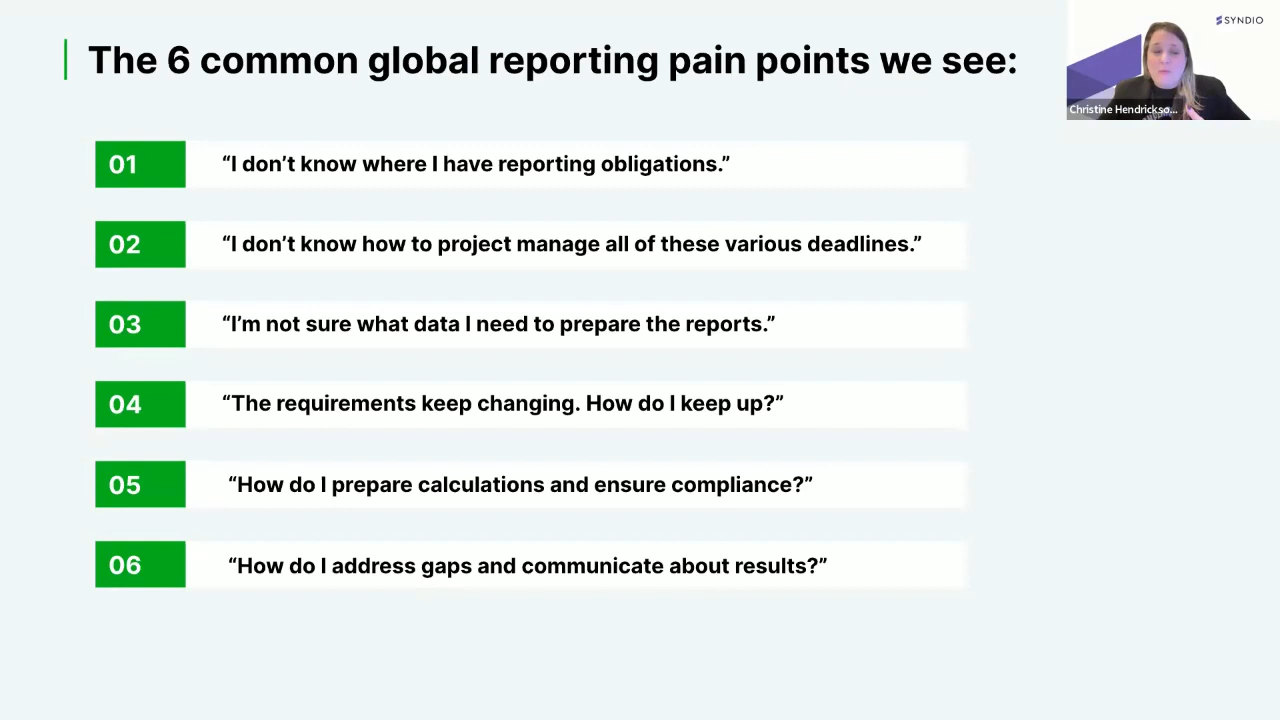 The 6 common global reporting pain points we see:
SYNDIO
Christine Hendrickso...
01
“I don’t know where I have reporting obligations.”
02
“I don’t know how to project manage all of these various deadlines.”
03
“I’m not sure what data I need to prepare the reports.”
04
“The requirements keep changing. How do I keep up?”
05
“How do I prepare calculations and ensure compliance?”
06
“How do I address gaps and communicate about results?”